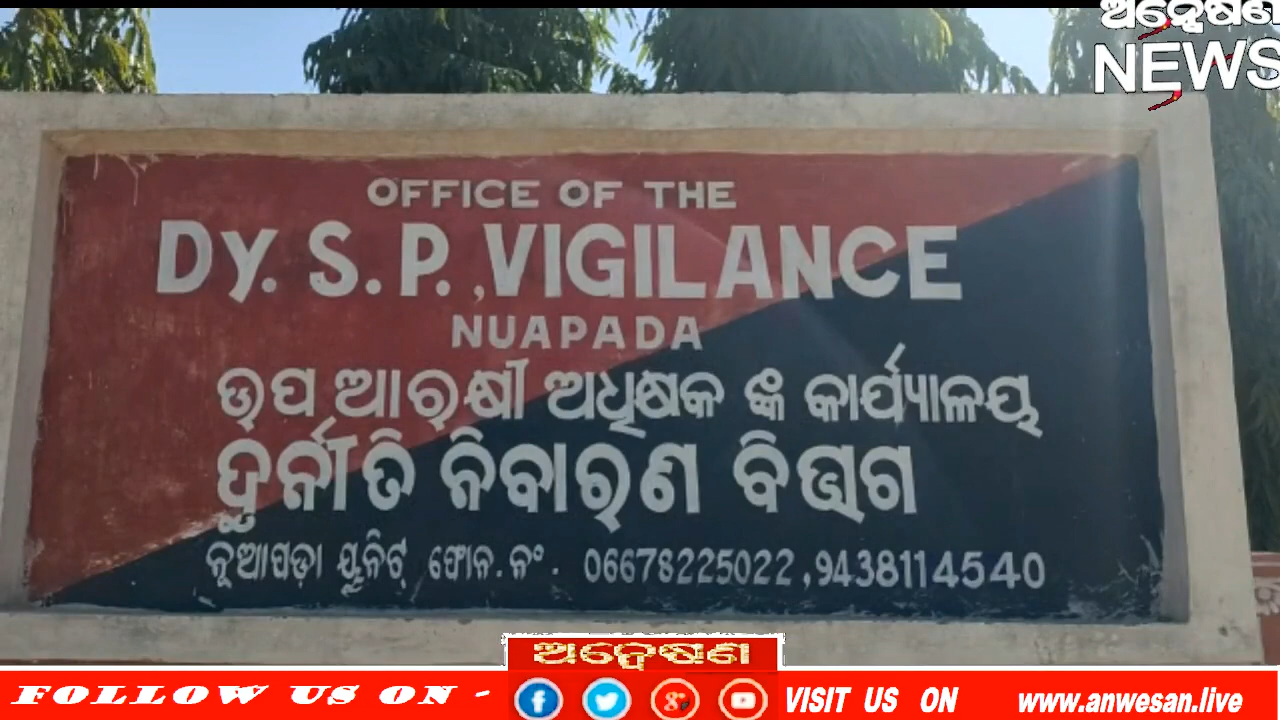 ଅନ୍ୱେଷଣ
NEWS
OFFICE OF THE
Dy. S. P., VIGILANCE
NUAPADA
ଉପ ଆରକ୍ଷୀ ଅଧିକ୍ଷକ ଙ୍କ କାର୍ଯ୍ୟାଳୟ
ଦୁର୍ନୀତି ନିବାରଣ ବିଭାଗ
ନୂଆପଡ଼ା ୟୁନିଟ୍ ଫୋନ.ନଂ. 06678225022,9438114540
ଅନ୍ୱେଷଣ
FOLLOW US ON - VISIT US ON www.anwesan.live